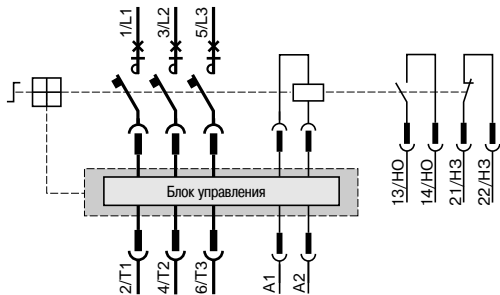 1/L1
3/L2
5/L3
Блок управления
2/T1
4/T2
6/T3
A1
A2
13/НО
14/НО
21/НЗ
22/НЗ